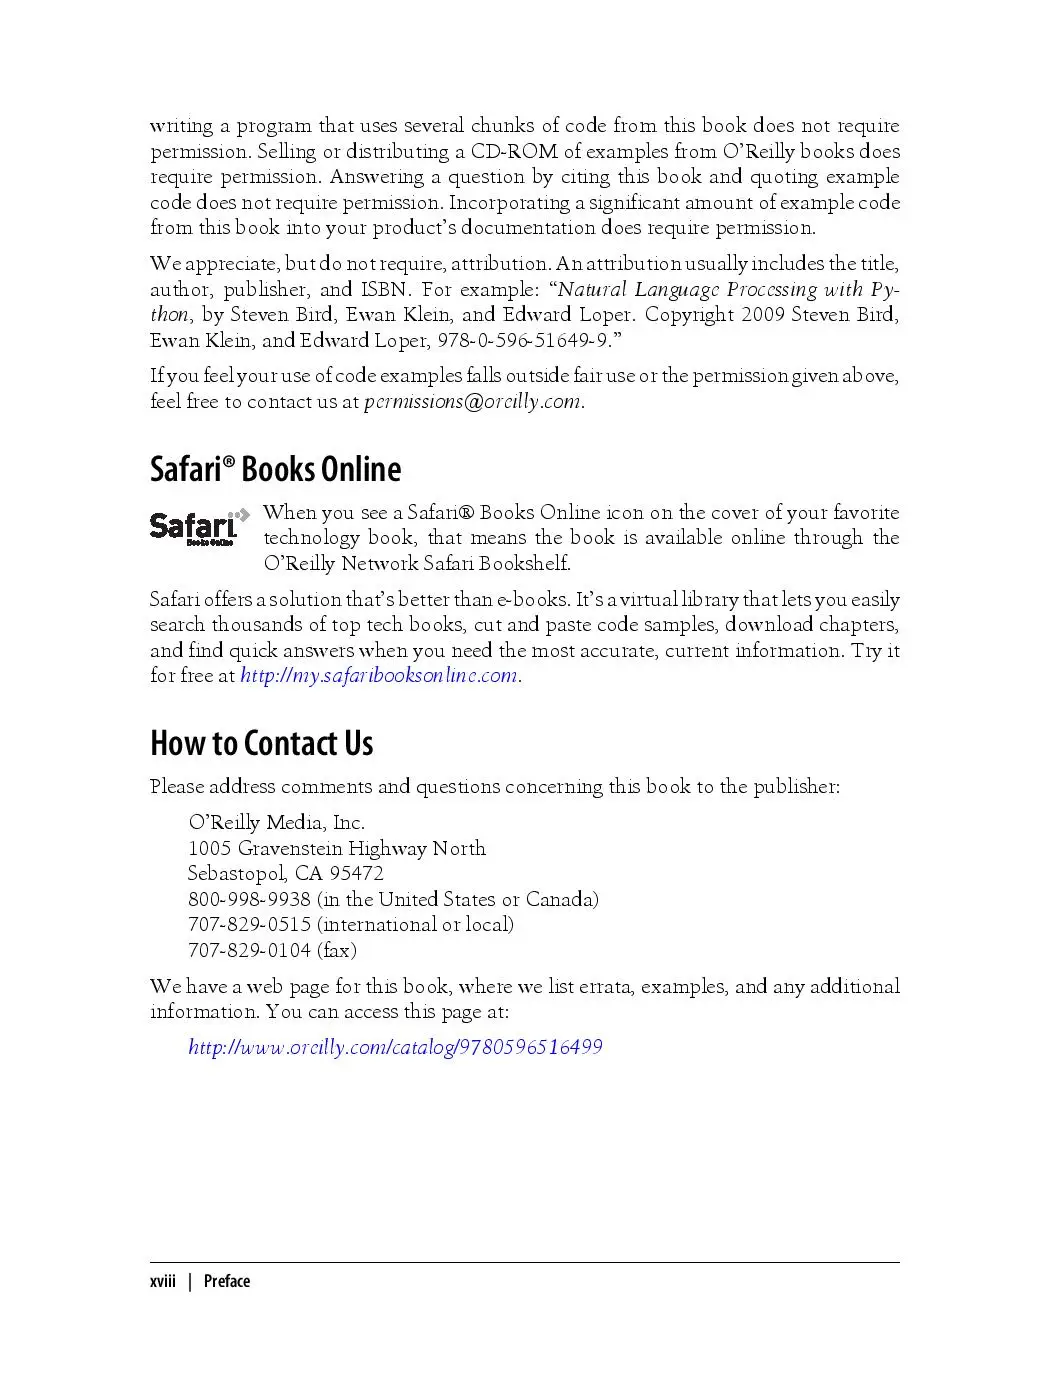 writing a program that uses several chunks of code from this book does not require
permission. Selling or distributing a CD-ROM of examples from O’Reilly books does
require permission. Answering a question by citing this book and quoting example
code does not require permission. Incorporating a significant amount of example code
from this book into your product’s documentation does require permission.
We appreciate, but do not require, attribution. An attribution usually includes the title,
author, publisher, and ISBN. For example: “Natural Language Processing with Py-
thon, by Steven Bird, Ewan Klein, and Edward Loper. Copyright 2009 Steven Bird,
Ewan Klein, and Edward Loper, 978-0-596-51649-9.”
If you feel your use of code examples falls outside fair use or the permission given above,
feel free to contact us at permissions@oreilly.com.
Safari® Books Online
Safari
Books Online
When you see a Safari® Books Online icon on the cover of your favorite
technology book, that means the book is available online through the
O’Reilly Network Safari Bookshelf.
Safari offers a solution that’s better than e-books. It’s a virtual library that lets you easily
search thousands of top tech books, cut and paste code samples, download chapters,
and find quick answers when you need the most accurate, current information. Try it
for free at http://my.safaribooksonline.com.
How to Contact Us
Please address comments and questions concerning this book to the publisher:
O’Reilly Media, Inc.
1005 Gravenstein Highway North
Sebastopol, CA 95472
800-998-9938 (in the United States or Canada)
707-829-0515 (international or local)
707-829-0104 (fax)
We have a web page for this book, where we list errata, examples, and any additional
information. You can access this page at:
http://www.oreilly.com/catalog/9780596516499
xviii | Preface